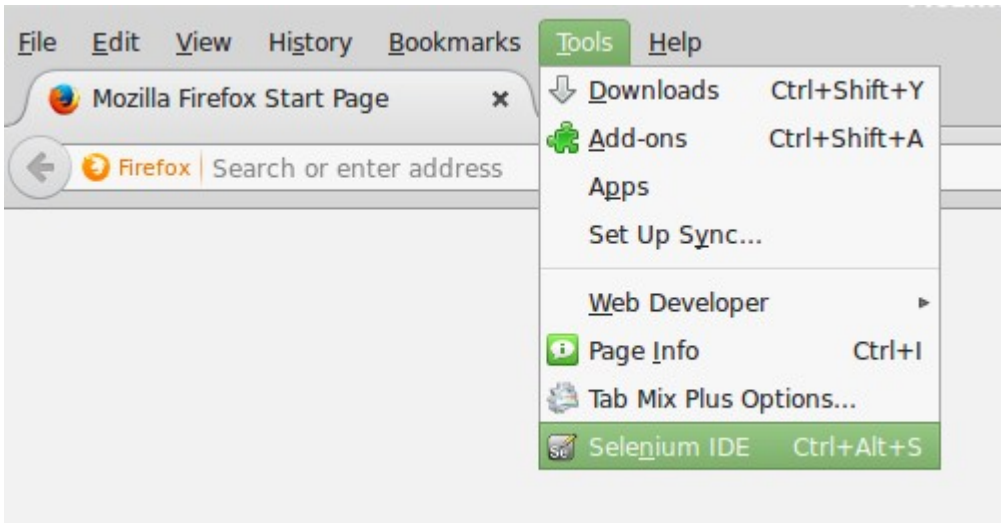 File Edit View History Bookmarks Tools Help
Mozilla Firefox Start Page
Firefox Search or enter address
Downloads Ctrl+Shift+Y
Add-ons Ctrl+Shift+A
Apps
Set Up Sync...
Web Developer
Page Info Ctrl+I
Tab Mix Plus Options...
Selenium IDE Ctrl+Alt+S